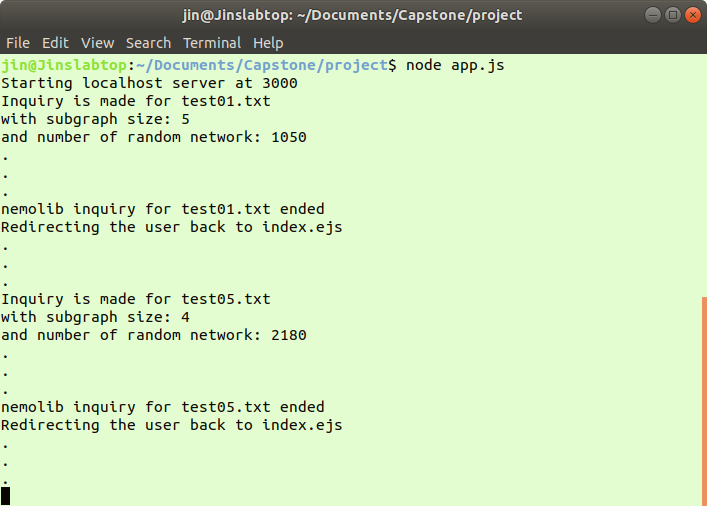 jin@Jinslabtop: ~/Documents/Capstone/project
File Edit View Search Terminal Help
jin@Jinslabtop:~/Documents/Capstone/project$ node app.js
Starting localhost server at 3000
Inquiry is made for test01.txt
with subgraph size: 5
and number of random network: 1050
.
.
.
nemolib inquiry for test01.txt ended
Redirecting the user back to index.ejs
.
.
.
Inquiry is made for test05.txt
with subgraph size: 4
and number of random network: 2180
.
.
.
nemolib inquiry for test05.txt ended
Redirecting the user back to index.ejs
.
.
.